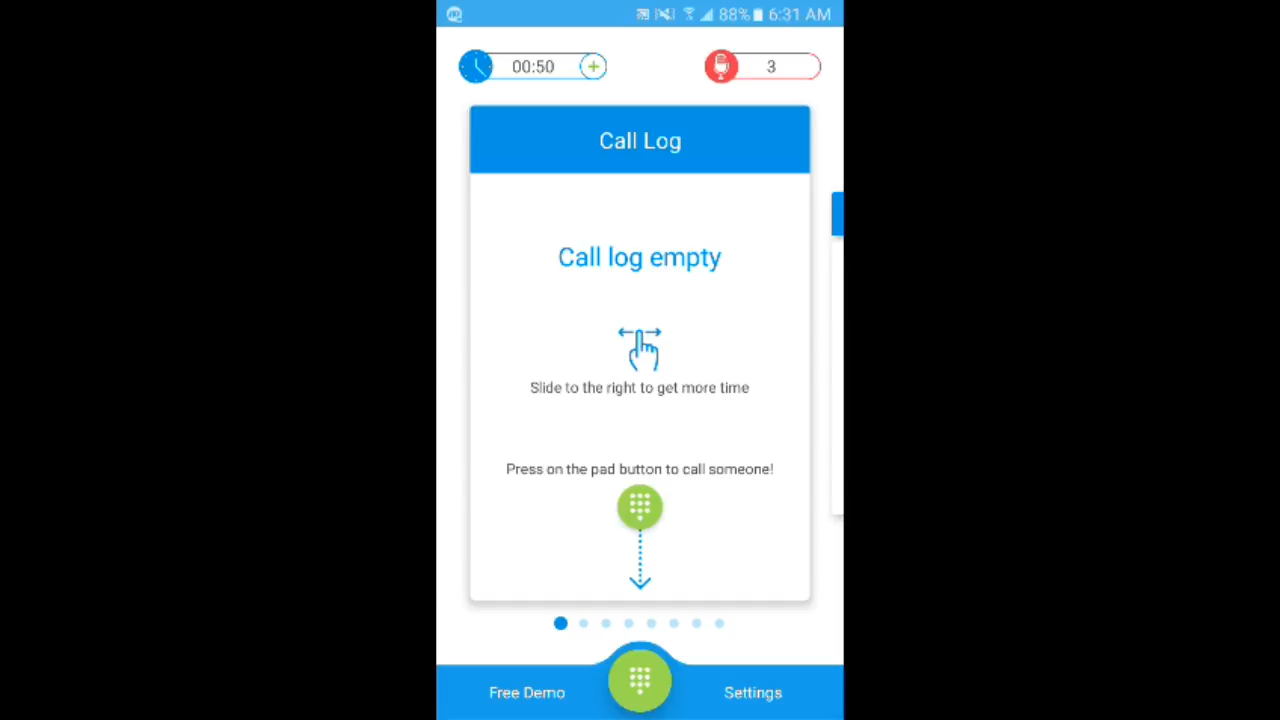 88% 6:31 AM
00:50 + 3
Call Log
Call log empty
Slide to the right to get more time
Press on the pad button to call someone!
Free Demo Settings